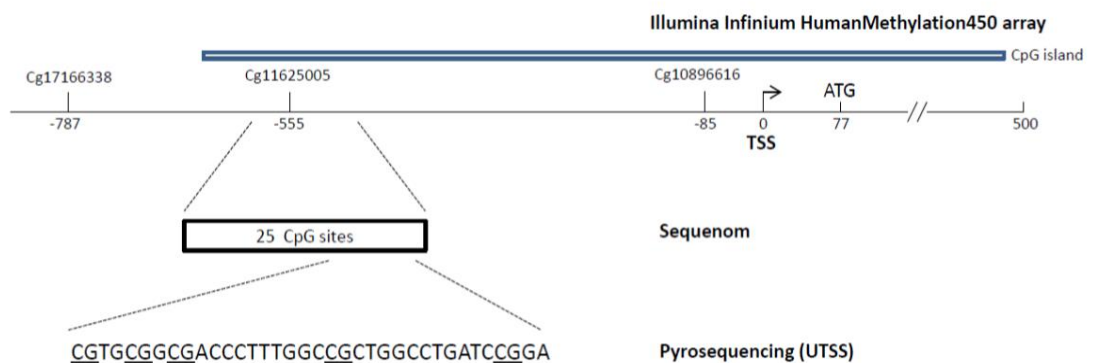 Illumina Infinium HumanMethylation450 array
CpG island
Cg17166338 Cg11625005 Cg10896616 ATG
-787 -555 -85 0 77 // 500
TSS
25 CpG sites Sequenom
CGTGCGGCGACCCTTTGGCCGCTGGCCTGATCCGGA Pyrosequencing (UTSS)